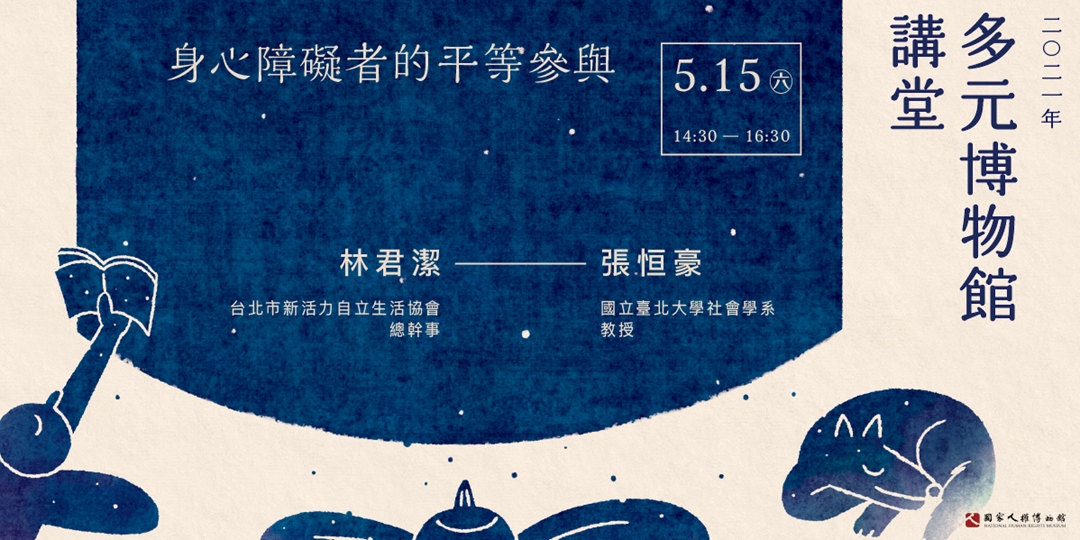 二〇二一年
多元博物館
講堂
身心障礙者的平等參與
5.15 ㊅
14:30 — 16:30
林君潔 —— 張恒豪
台北市新活力自立生活協會
總幹事
國立臺北大學社會學系
教授
國家人權博物館
NATIONAL HUMAN RIGHTS MUSEUM